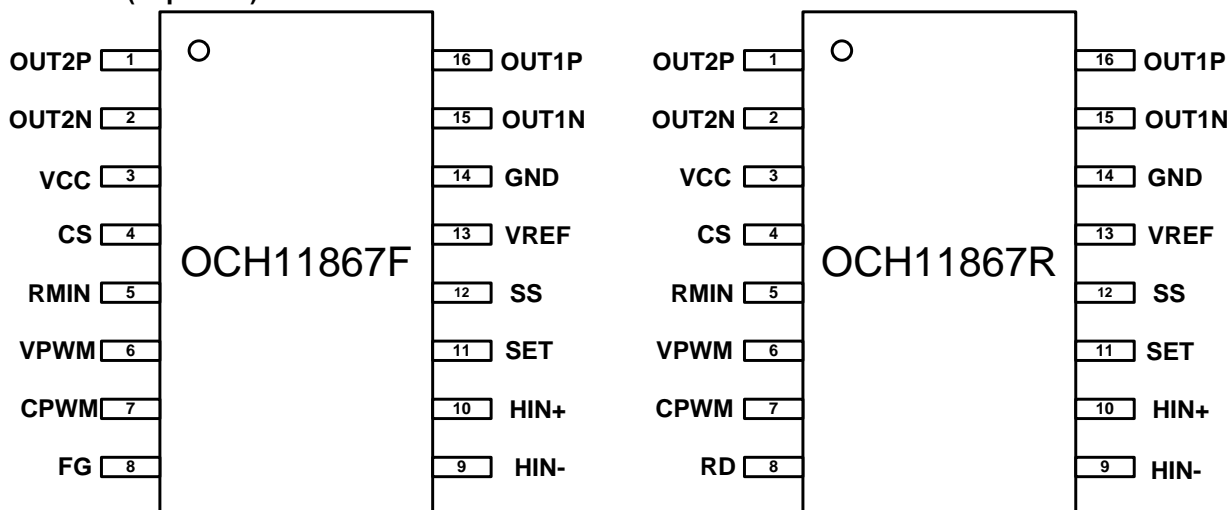 OUT2P 1 16 OUT1P
OUT2N 2 15 OUT1N
VCC 3 14 GND
CS 4 13 VREF
OCH11867F
RMIN 5 12 SS
VPWM 6 11 SET
CPWM 7 10 HIN+
FG 8 9 HIN-
OUT2P 1 16 OUT1P
OUT2N 2 15 OUT1N
VCC 3 14 GND
CS 4 13 VREF
OCH11867R
RMIN 5 12 SS
VPWM 6 11 SET
CPWM 7 10 HIN+
RD 8 9 HIN-